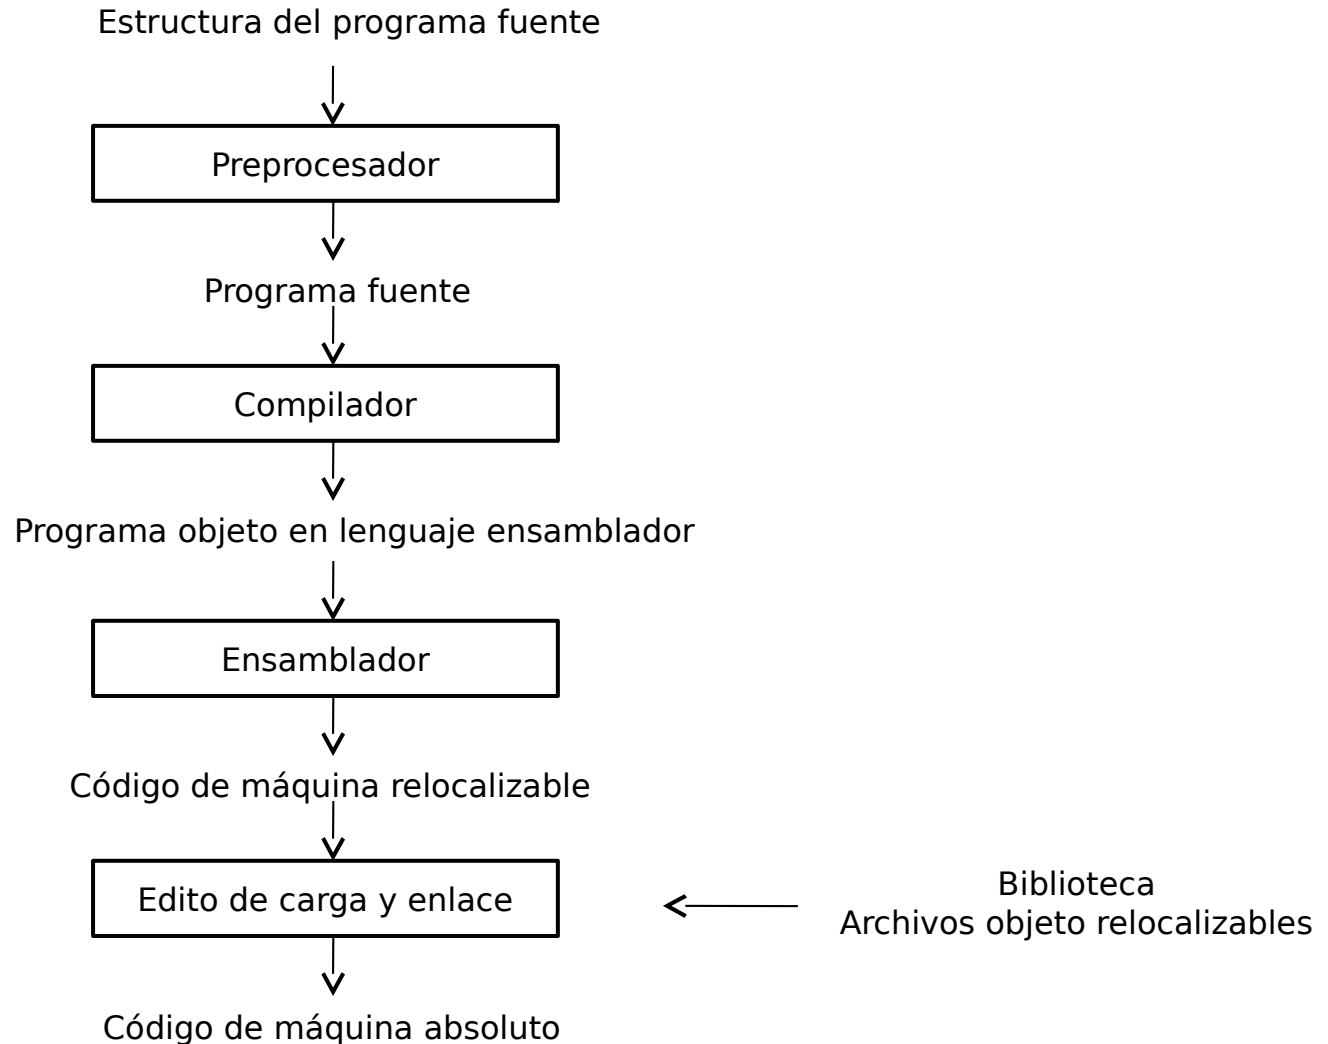 Estructura del programa fuente
Preprocesador
Programa fuente
Compilador
Programa objeto en lenguaje ensamblador
Ensamblador
Código de máquina relocalizable
Edito de carga y enlace
Biblioteca
Archivos objeto relocalizables
Código de máquina absoluto